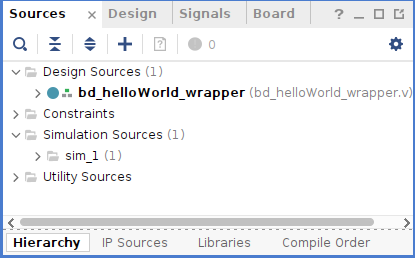 Sources × Design Signals Board ? _
0
Design Sources (1)
bd_helloWorld_wrapper (bd_helloWorld_wrapper.v)
Constraints
Simulation Sources (1)
sim_1 (1)
Utility Sources
Hierarchy IP Sources Libraries Compile Order